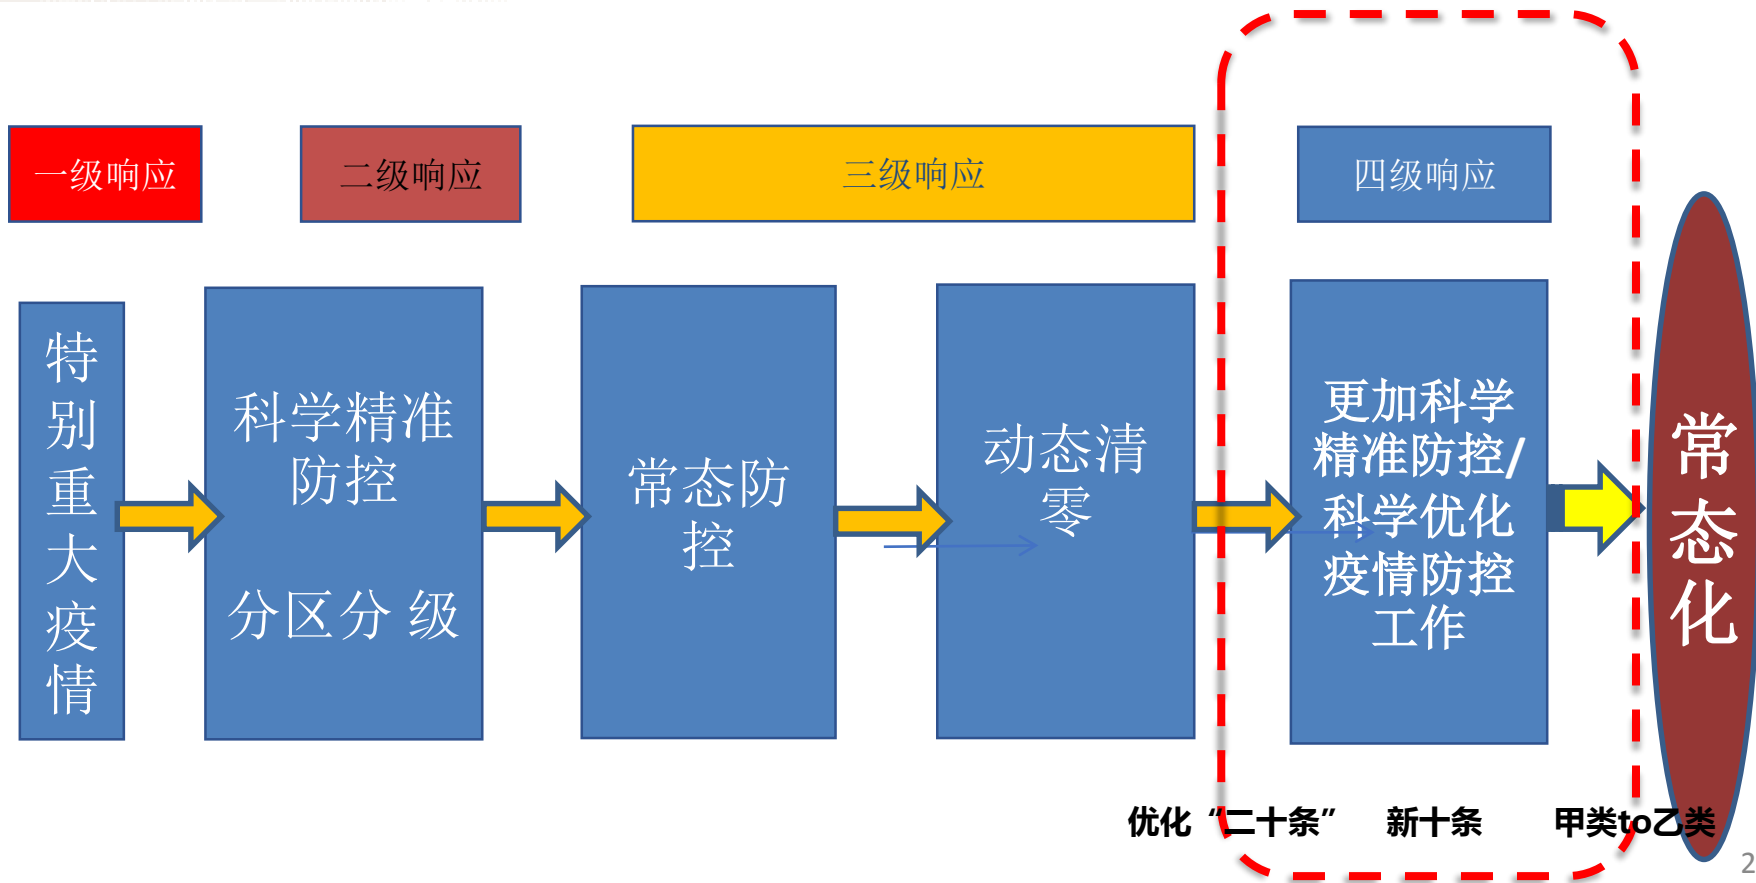 一级响应
二级响应
三级响应
四级响应
特
别
重
大
疫
情
科学精准
防控
分区分 级
常态防
控
动态清
零
更加科学
精准防控/
科学优化
疫情防控
工作
常
态
化
优化“二十条”
新十条
甲类to乙类
2